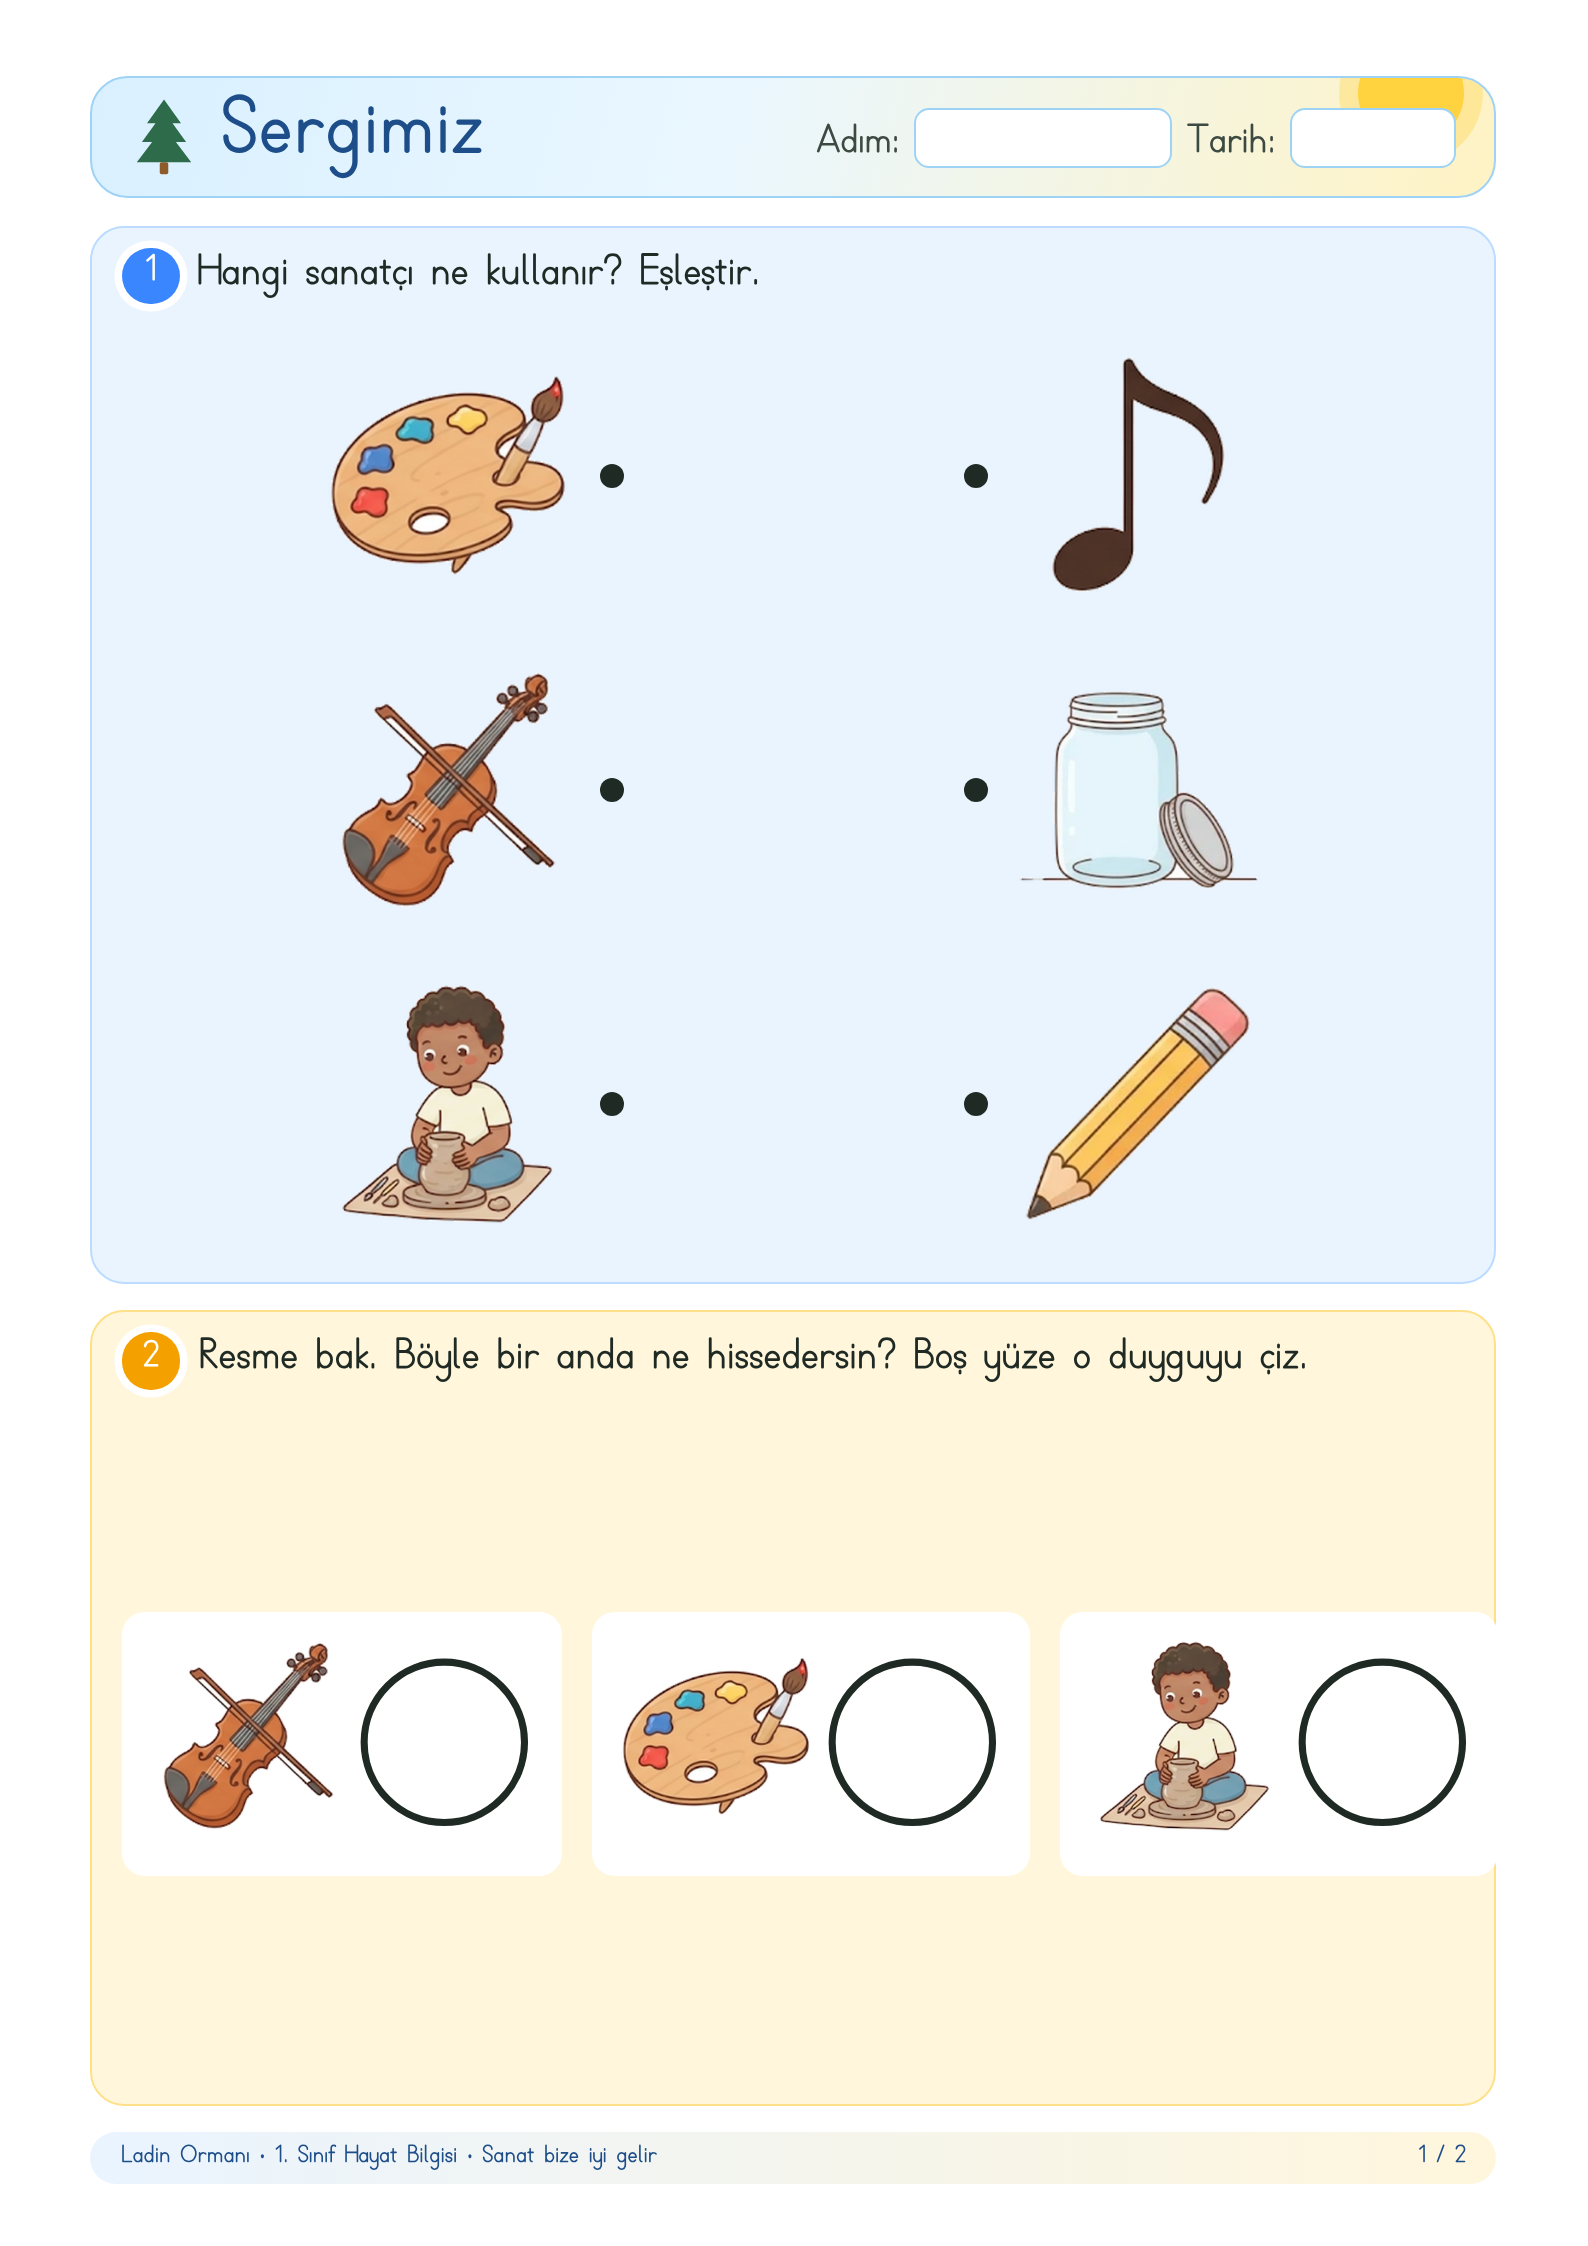 Sergimiz
Adım: Tarih:
1 Hangi sanatçı ne kullanır? Eşleştir.
2 Resme bak. Böyle bir anda ne hissedersin? Boş yüze o duyguyu çiz.
Ladin Ormanı • 1. Sınıf Hayat Bilgisi • Sanat bize iyi gelir 1 / 2